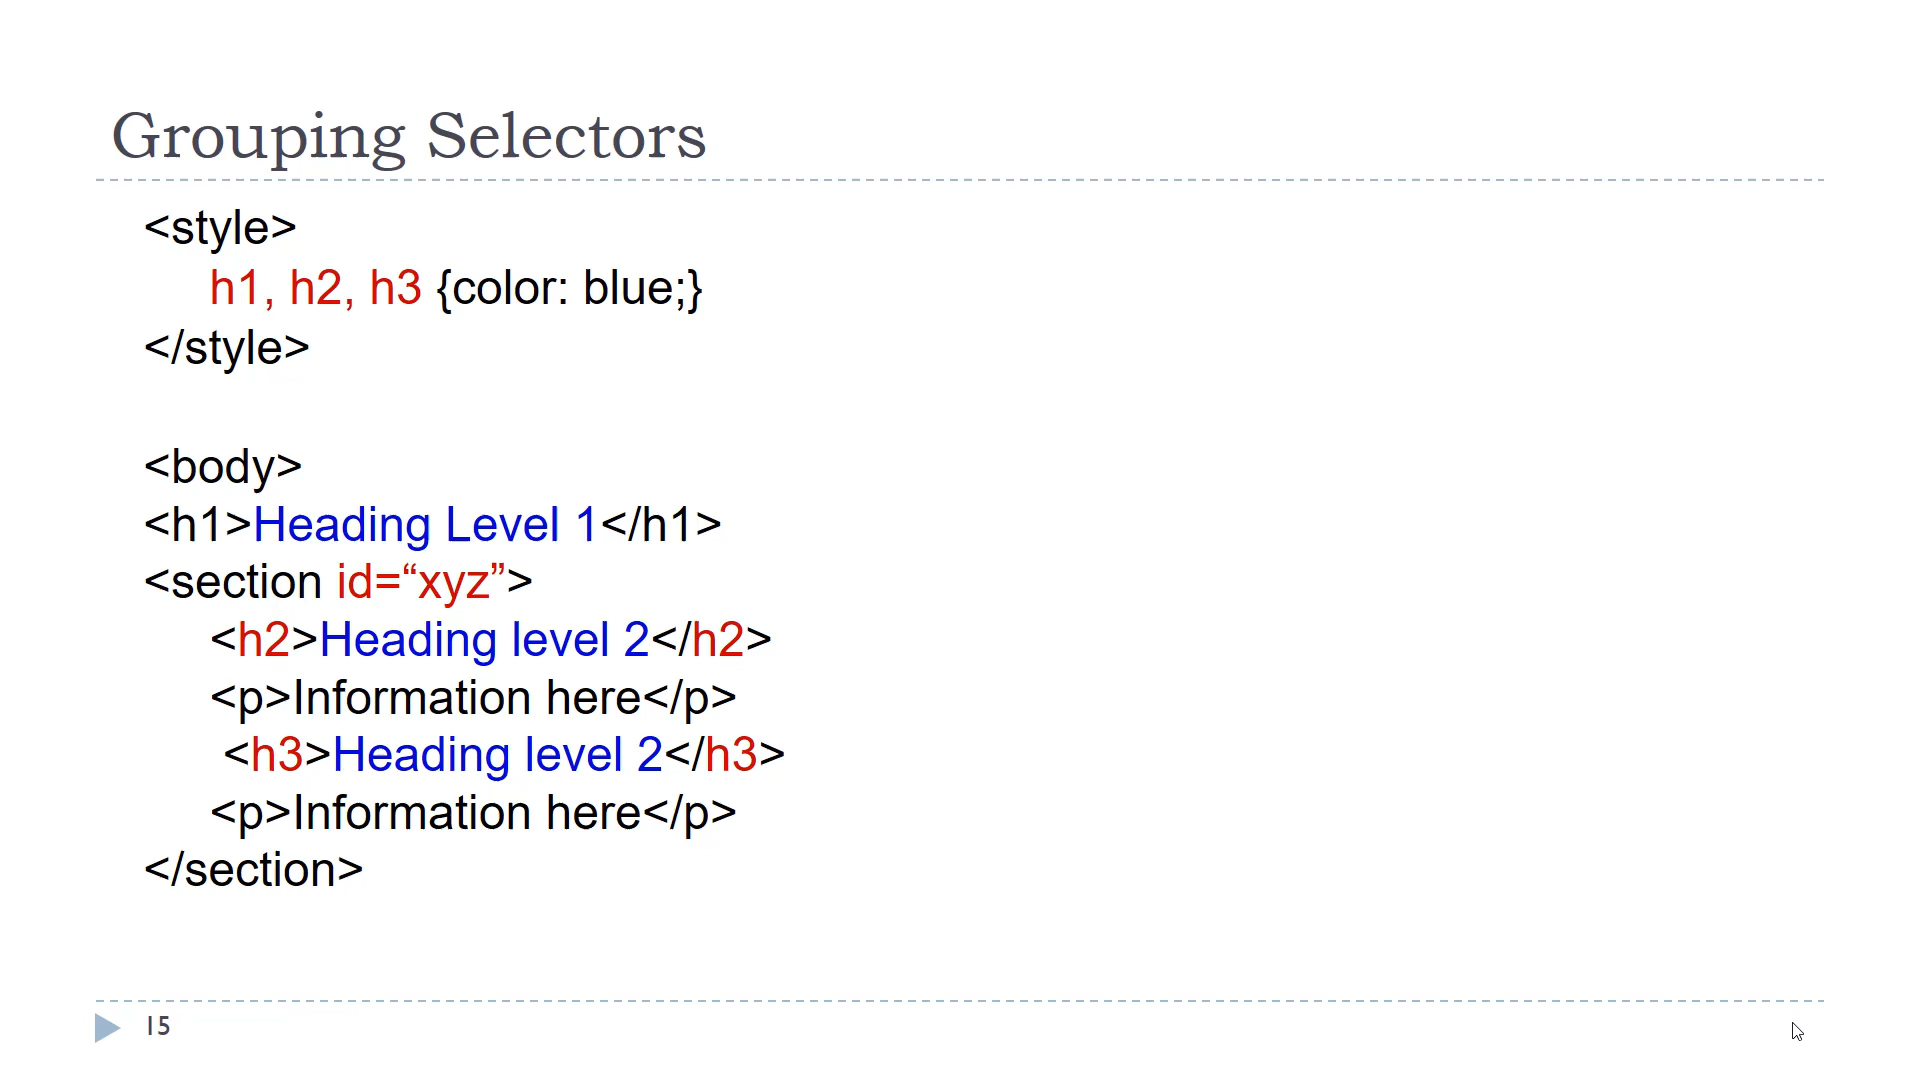 Grouping Selectors
<style>
h1, h2, h3 {color: blue;}
</style>
<body>
<h1>Heading Level 1</h1>
<section id=“xyz”>
<h2>Heading level 2</h2>
<p>Information here</p>
<h3>Heading level 2</h3>
<p>Information here</p>
</section>
15